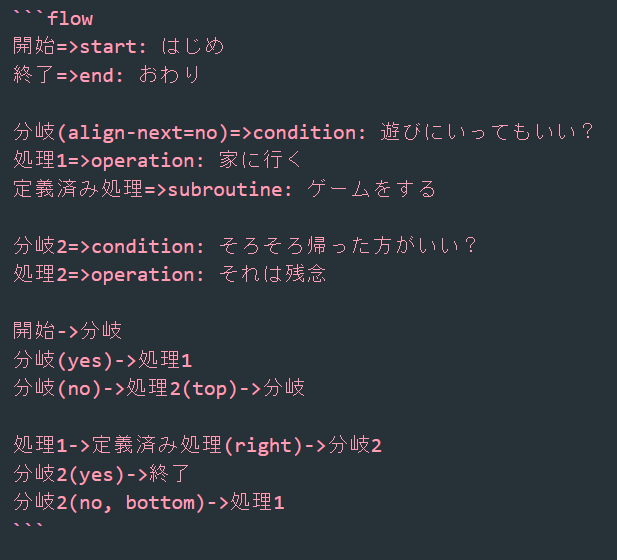 ```flow
開始=>start: はじめ
終了=>end: おわり

分岐(align-next=no)=>condition: 遊びにいってもいい？
処理1=>operation: 家に行く
定義済み処理=>subroutine: ゲームをする

分岐2=>condition: そろそろ帰った方がいい？
処理2=>operation: それは残念

開始->分岐
分岐(yes)->処理1
分岐(no)->処理2(top)->分岐

処理1->定義済み処理(right)->分岐2
分岐2(yes)->終了
分岐2(no, bottom)->処理1
```